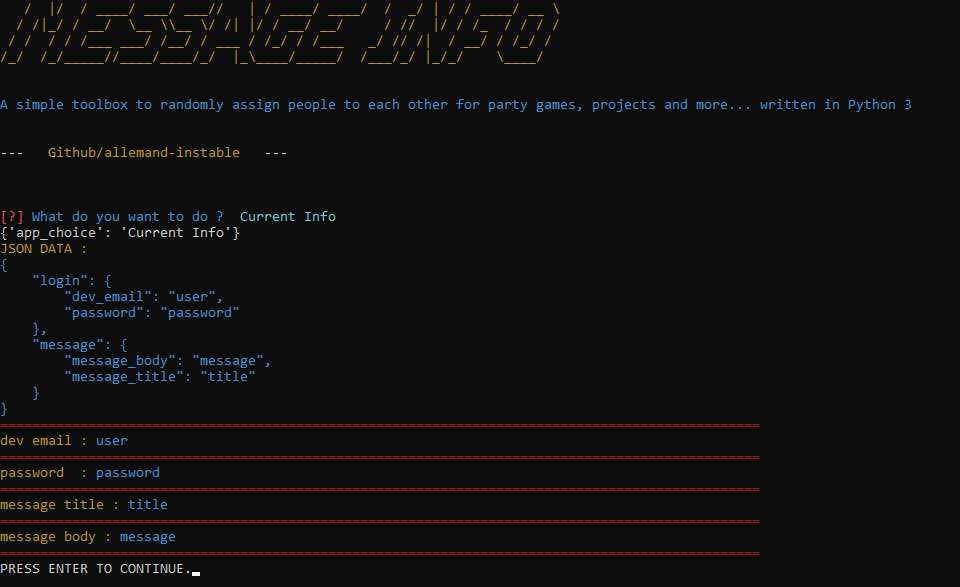 MESSAGE INFO
A simple toolbox to randomly assign people to each other for party games, projects and more... written in Python 3
---   Github/allemand-instable   ---
[?] What do you want to do ?  Current Info
{'app_choice': 'Current Info'}
JSON DATA :
{
    "login": {
        "dev_email": "user",
        "password": "password"
    },
    "message": {
        "message_body": "message",
        "message_title": "title"
    }
}
===============================================================================================
dev email : user
===============================================================================================
password  : password
===============================================================================================
message title : title
===============================================================================================
message body : message
===============================================================================================
PRESS ENTER TO CONTINUE.